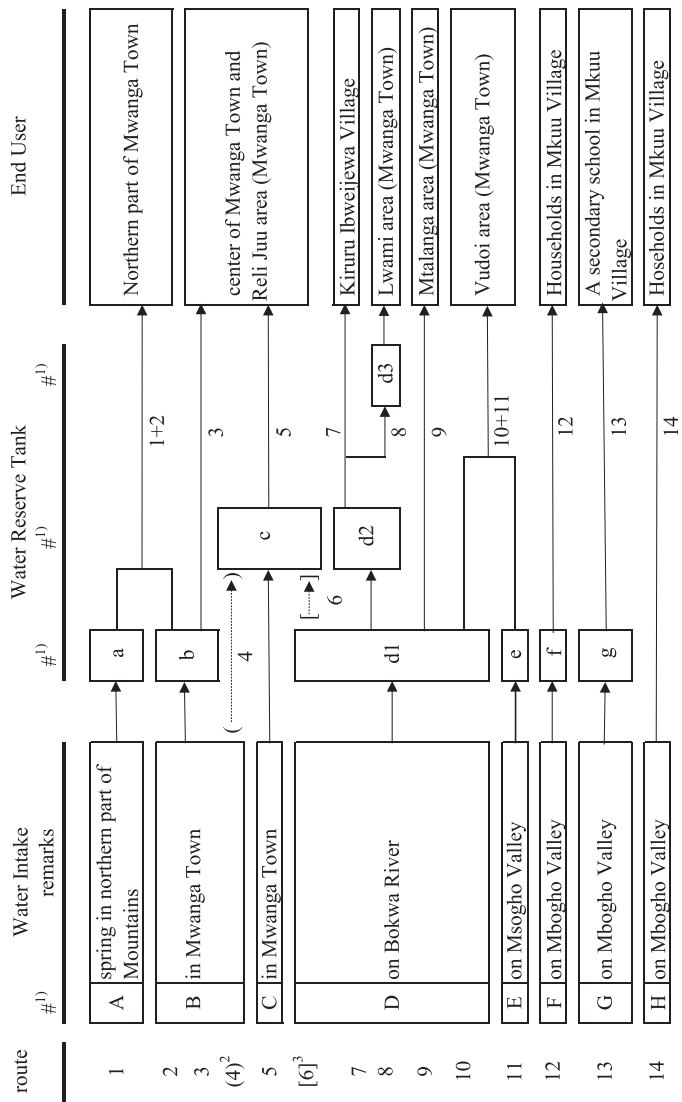 route
Water Intake
Water Reserve Tank
End User
#1)
remarks
#1)
#1)
#1)
1
A
spring in northern part of
Mountains
a
1+2
Northern part of Mwanga Town
2
3
(4)2
B
in Mwanga Town
b
3
( )
4
center of Mwanga Town and
Reli Juu area (Mwanga Town)
5
C
in Mwanga Town
c
5
[6]3
[ ]
6
7
8
9
10
D
on Bokwa River
d1
d2
7
Kiruru Ibweijewa Village
d3
8
Lwami area (Mwanga Town)
9
Mtalanga area (Mwanga Town)
10+11
Vudoi area (Mwanga Town)
11
E
on Msogho Valley
e
12
F
on Mbogho Valley
f
12
Households in Mkuu Village
13
G
on Mbogho Valley
g
13
A secondary school in Mkuu
Village
14
H
on Mbogho Valley
14
Hoseholds in Mkuu Village